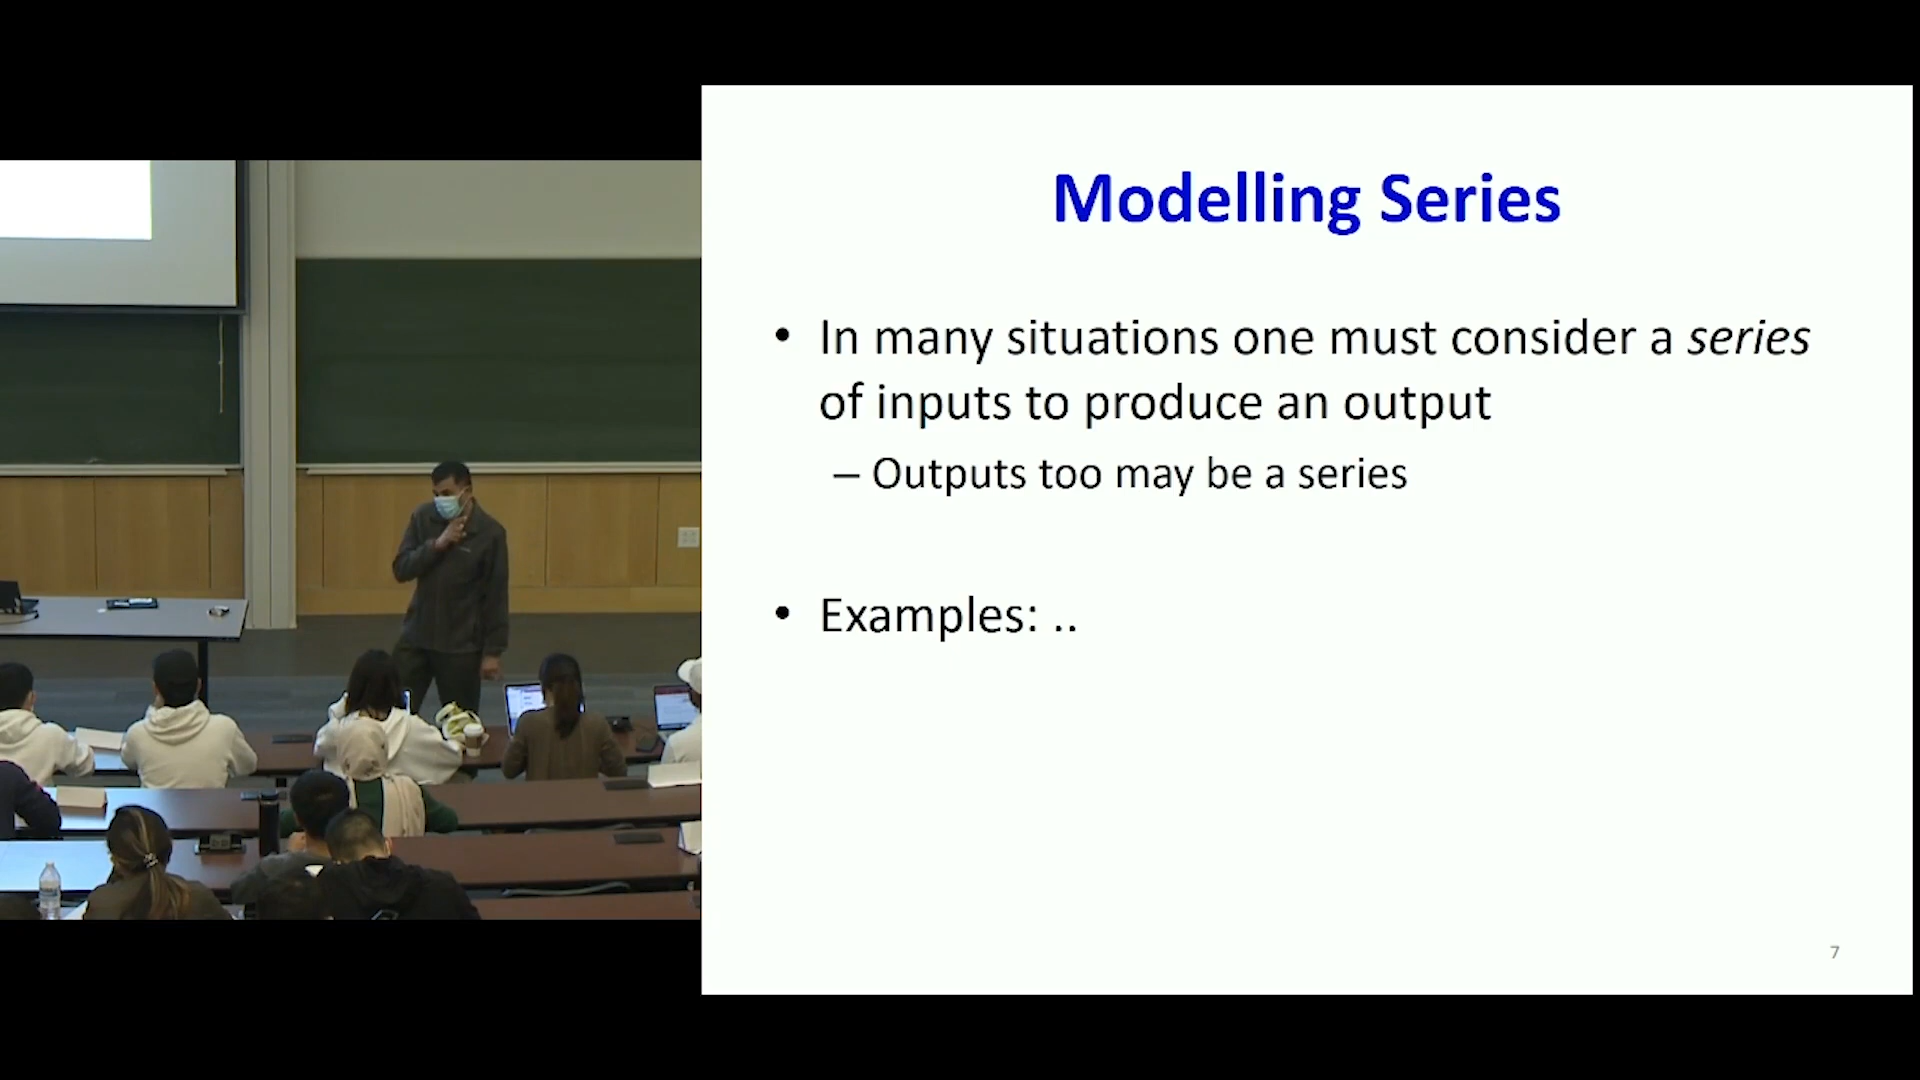 Modelling Series
• In many situations one must consider a series
of inputs to produce an output
– Outputs too may be a series
• Examples: ..
7